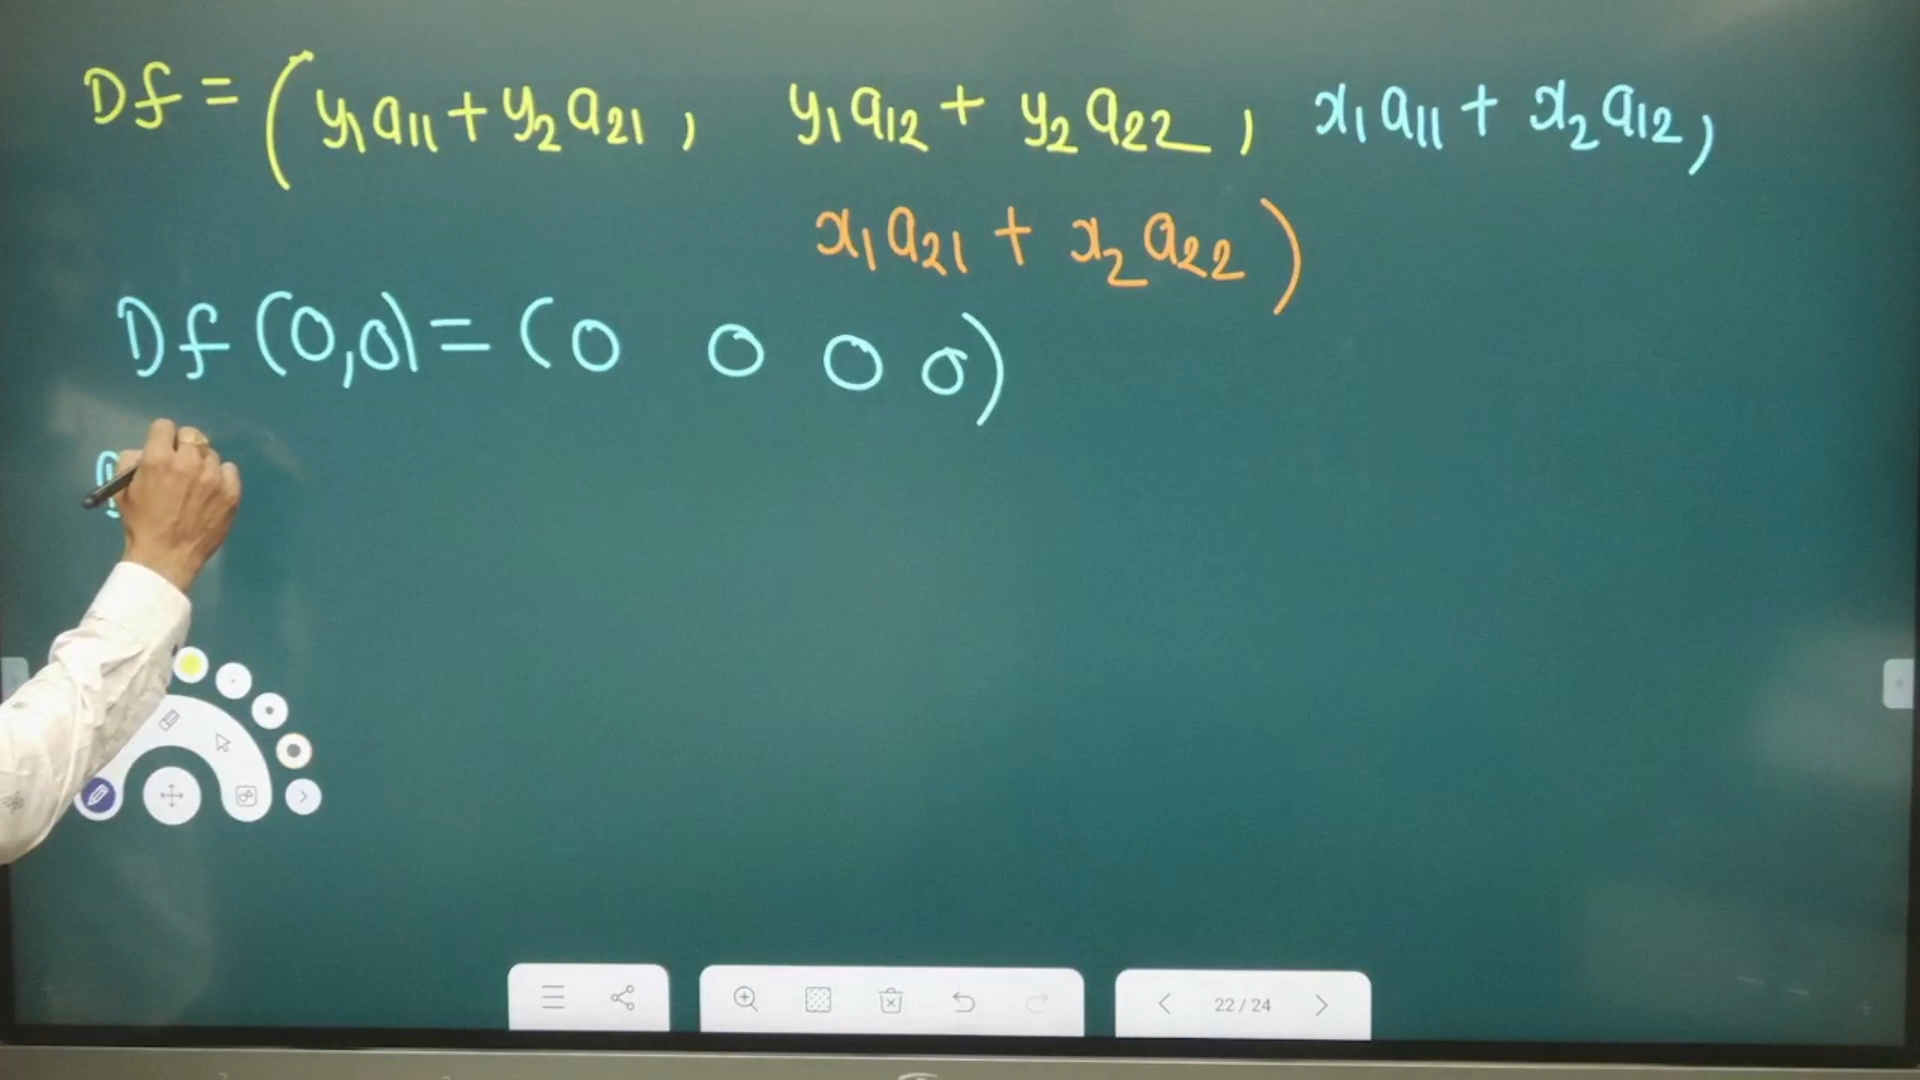 Df = (y₁a₁₁ + y₂a₂₁, y₁a₁₂ + y₂a₂₂, x₁a₁₁ + x₂a₁₂,
x₁a₂₁ + x₂a₂₂)
Df(0,0) = (0 0 0 0)
D
22 / 24